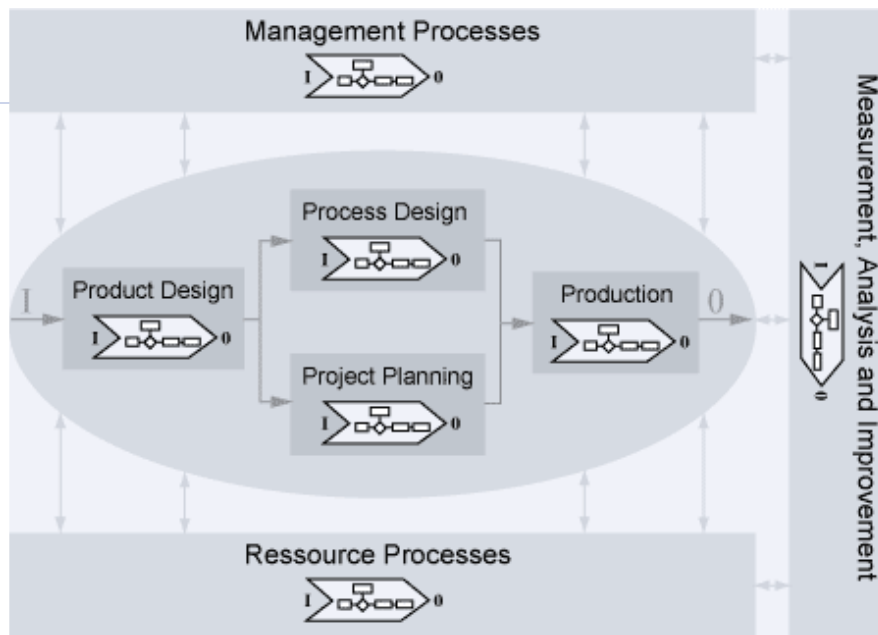 Management Processes
I 0
Process Design
I 0
I
Product Design
I 0
Production
I 0
0
Project Planning
I 0
Ressource Processes
I 0
Measurement, Analysis and Improvement
I 0